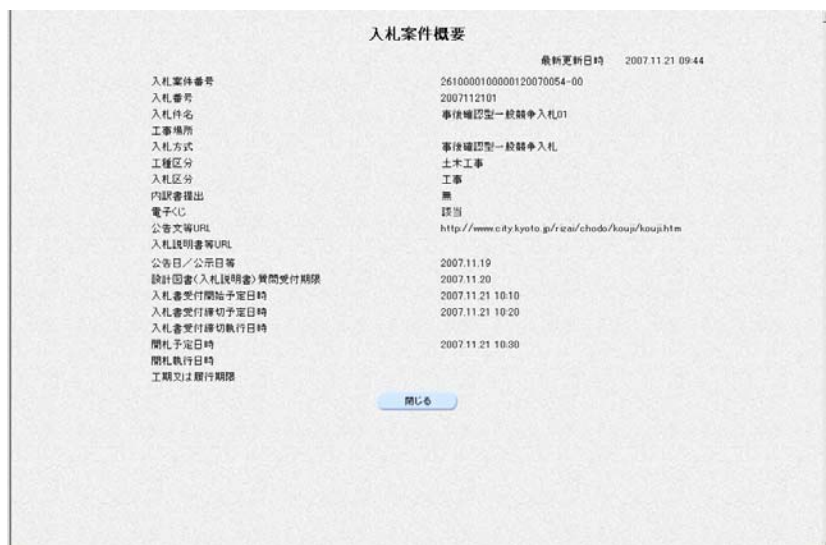 入札案件概要
最新更新日時 2007.11.21 09:44
入札案件番号 2610000100000120070054-00
入札番号 2007112101
入札件名 事後確認型一般競争入札01
工事場所
入札方式 事後確認型一般競争入札
工種区分 土木工事
入札区分 工事
内訳書提出 無
電子くじ 該当
公告文等URL http://www.city.kyoto.jp/rizai/chodo/kouji/kouji.htm
入札説明書等URL
公告日／公示日等 2007.11.19
設計図書(入札説明書)質問受付期限 2007.11.20
入札書受付開始予定日時 2007.11.21 10:10
入札書受付締切予定日時 2007.11.21 10:20
入札書受付締切執行日時
開札予定日時 2007.11.21 10:30
開札執行日時
工期又は履行期限
閉じる